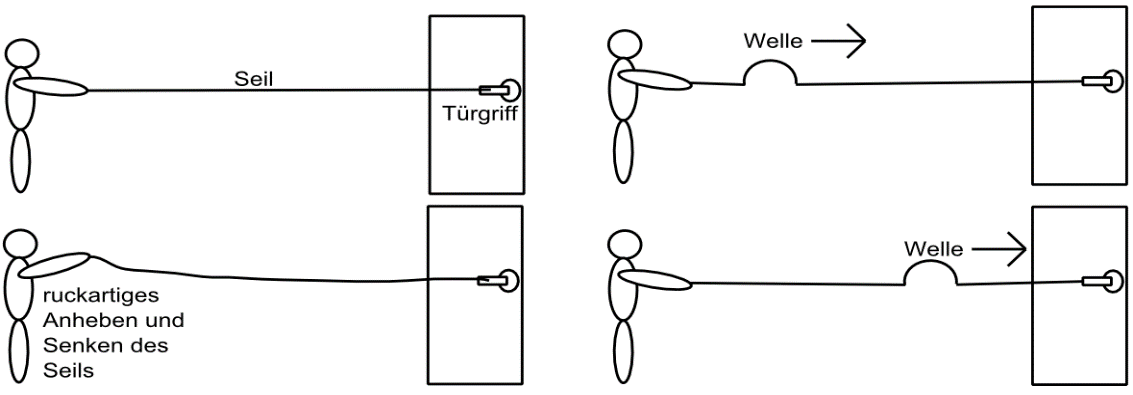 Seil
Türgriff
ruckartiges
Anheben und
Senken des
Seils
Welle
Welle